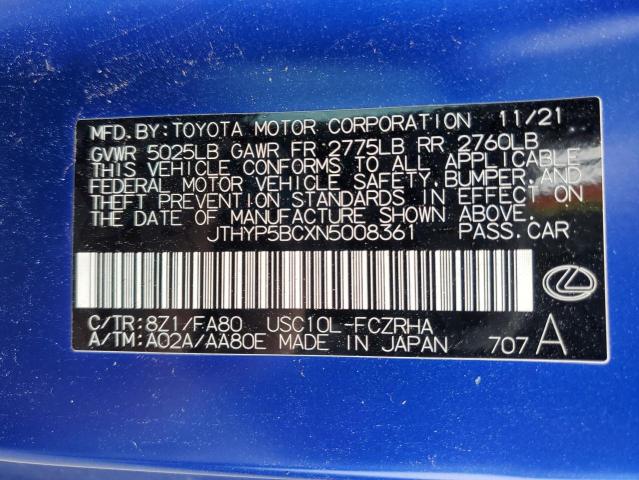 MFD. BY: TOYOTA MOTOR CORPORATION 11/21
GVWR 5025LB GAWR FR 2775LB RR 2760LB
THIS VEHICLE CONFORMS TO ALL APPLICABLE
FEDERAL MOTOR VEHICLE SAFETY, BUMPER, AND
THEFT PREVENTION STANDARDS IN EFFECT ON
THE DATE OF MANUFACTURE SHOWN ABOVE.
JTHYP5BCXN5008361 PASS.CAR
C/TR: 8Z1/FA80 USC10L-FCZRHA
A/TM: A02A/AA80E MADE IN JAPAN 707 A